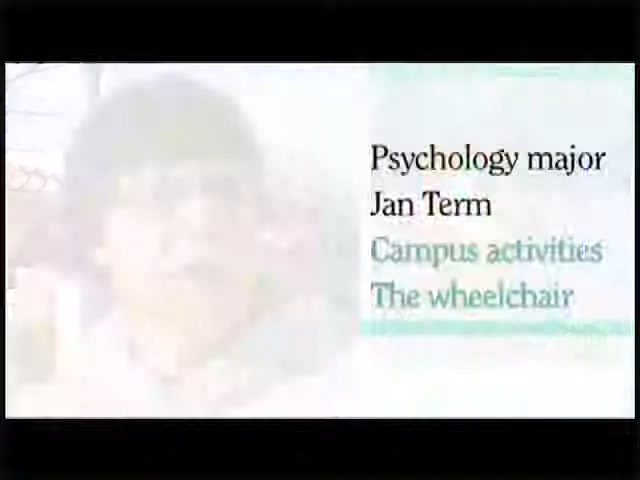 Psychology major
Jan Term
Campus activities
The wheelchair